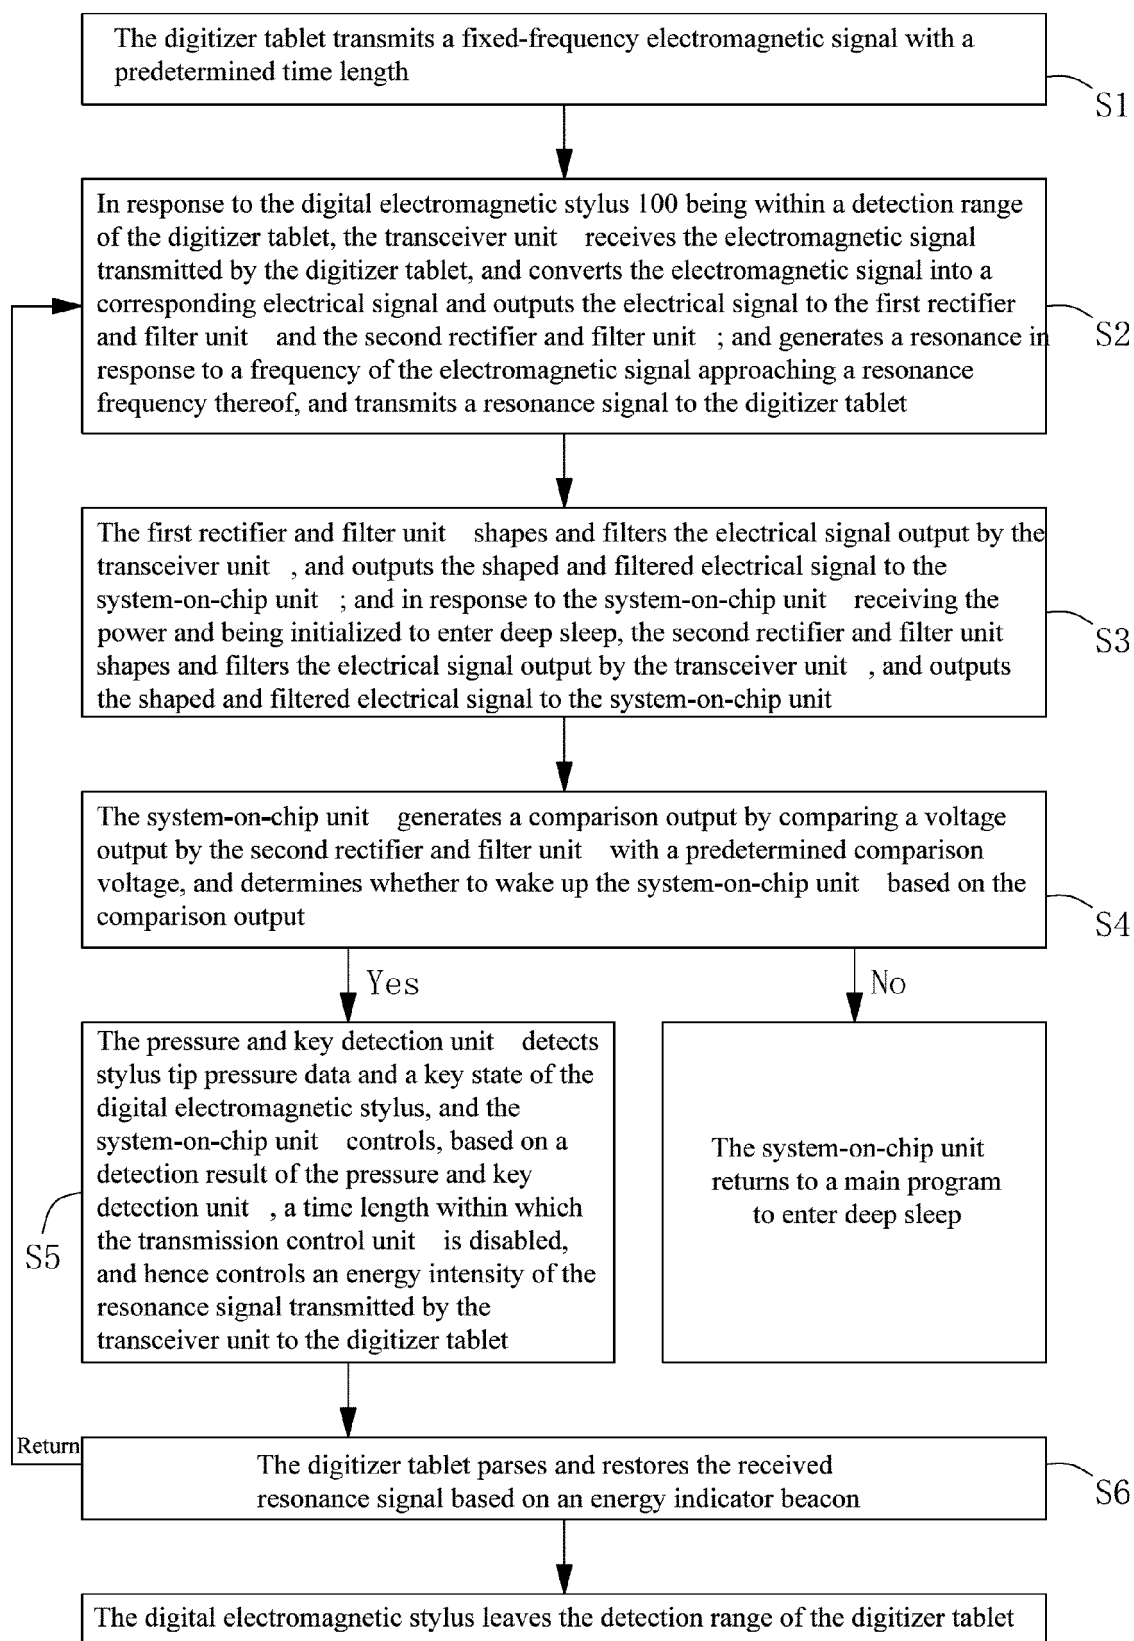 The digitizer tablet transmits a fixed-frequency electromagnetic signal with a
predetermined time length
S1
In response to the digital electromagnetic stylus 100 being within a detection range
of the digitizer tablet, the transceiver unit receives the electromagnetic signal
transmitted by the digitizer tablet, and converts the electromagnetic signal into a
corresponding electrical signal and outputs the electrical signal to the first rectifier
and filter unit and the second rectifier and filter unit ; and generates a resonance in
response to a frequency of the electromagnetic signal approaching a resonance
frequency thereof, and transmits a resonance signal to the digitizer tablet
S2
The first rectifier and filter unit shapes and filters the electrical signal output by the
transceiver unit , and outputs the shaped and filtered electrical signal to the
system-on-chip unit ; and in response to the system-on-chip unit receiving the
power and being initialized to enter deep sleep, the second rectifier and filter unit
shapes and filters the electrical signal output by the transceiver unit , and outputs
the shaped and filtered electrical signal to the system-on-chip unit
S3
The system-on-chip unit generates a comparison output by comparing a voltage
output by the second rectifier and filter unit with a predetermined comparison
voltage, and determines whether to wake up the system-on-chip unit based on the
comparison output
S4
Yes
No
The pressure and key detection unit detects
stylus tip pressure data and a key state of the
digital electromagnetic stylus, and the
system-on-chip unit controls, based on a
detection result of the pressure and key
detection unit , a time length within which
the transmission control unit is disabled,
and hence controls an energy intensity of the
resonance signal transmitted by the
transceiver unit to the digitizer tablet
S5
The system-on-chip unit
returns to a main program
to enter deep sleep
Return
The digitizer tablet parses and restores the received
resonance signal based on an energy indicator beacon
S6
The digital electromagnetic stylus leaves the detection range of the digitizer tablet